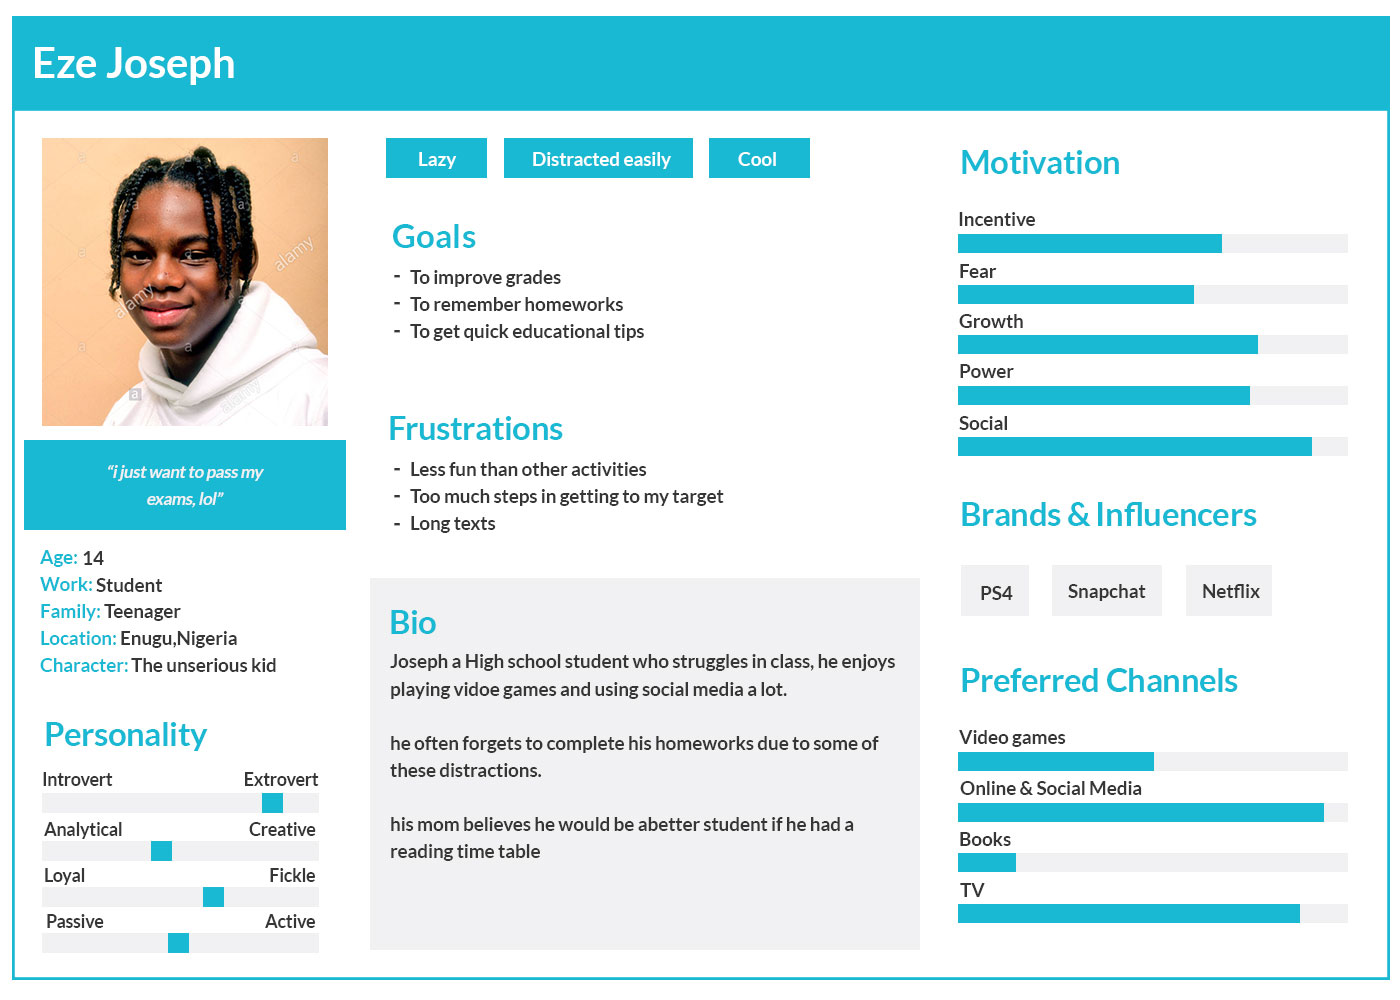 Eze Joseph
alamy
alamy
alamy
a
a
a
a
a
a
a
a
“i just want to pass my
exams, lol”
Age: 14
Work: Student
Family: Teenager
Location: Enugu,Nigeria
Character: The unserious kid
Personality
Introvert Extrovert
Analytical Creative
Loyal Fickle
Passive Active
Lazy Distracted easily Cool
Goals
- To improve grades
- To remember homeworks
- To get quick educational tips
Frustrations
- Less fun than other activities
- Too much steps in getting to my target
- Long texts
Bio
Joseph a High school student who struggles in class, he enjoys
playing vidoe games and using social media a lot.
he often forgets to complete his homeworks due to some of
these distractions.
his mom believes he would be abetter student if he had a
reading time table
Motivation
Incentive
Fear
Growth
Power
Social
Brands & Influencers
PS4 Snapchat Netflix
Preferred Channels
Video games
Online & Social Media
Books
TV